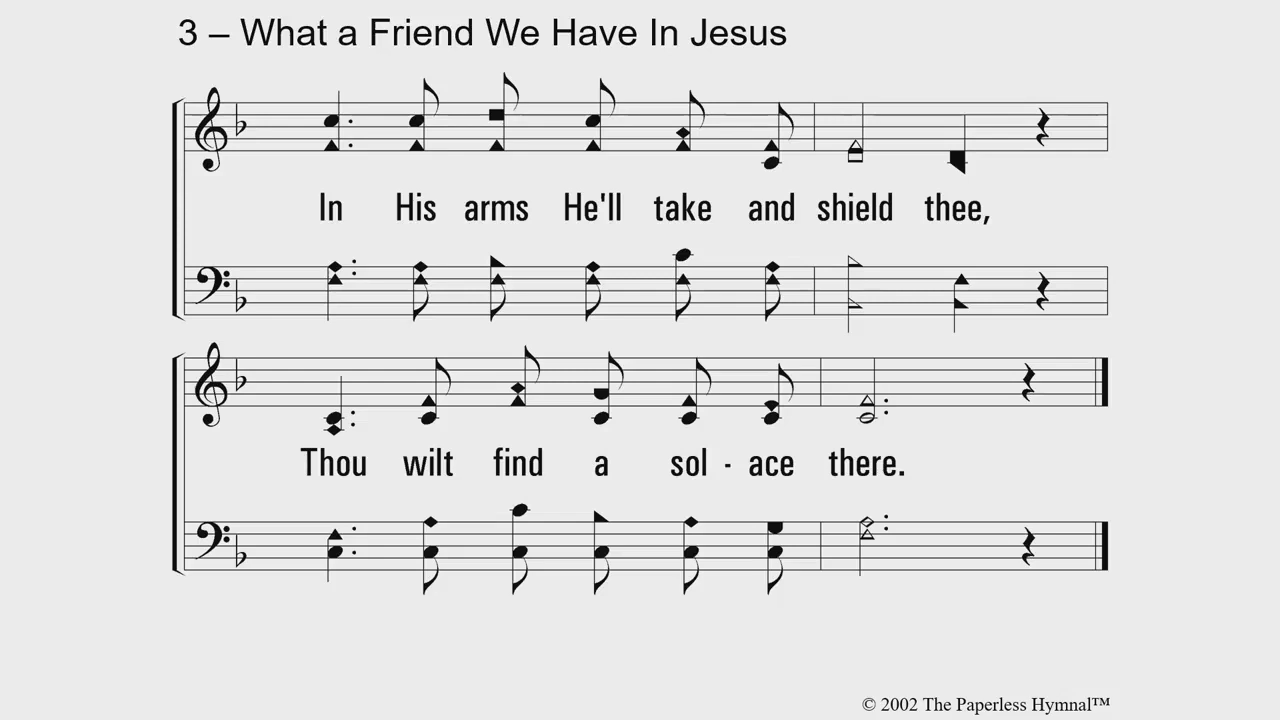 3 – What a Friend We Have In Jesus
In His arms He'll take and shield thee,
Thou wilt find a sol - ace there.
© 2002 The Paperless Hymnal™